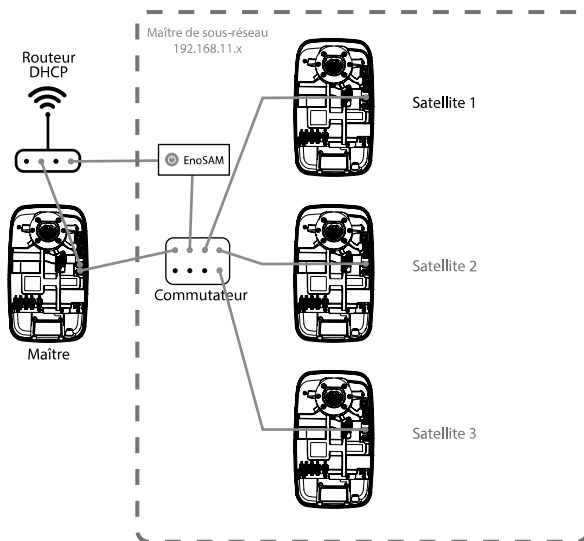 Maître de sous-réseau
192.168.11.x
Routeur
DHCP
Satellite 1
EnoSAM
Satellite 2
Commutateur
Maître
Satellite 3